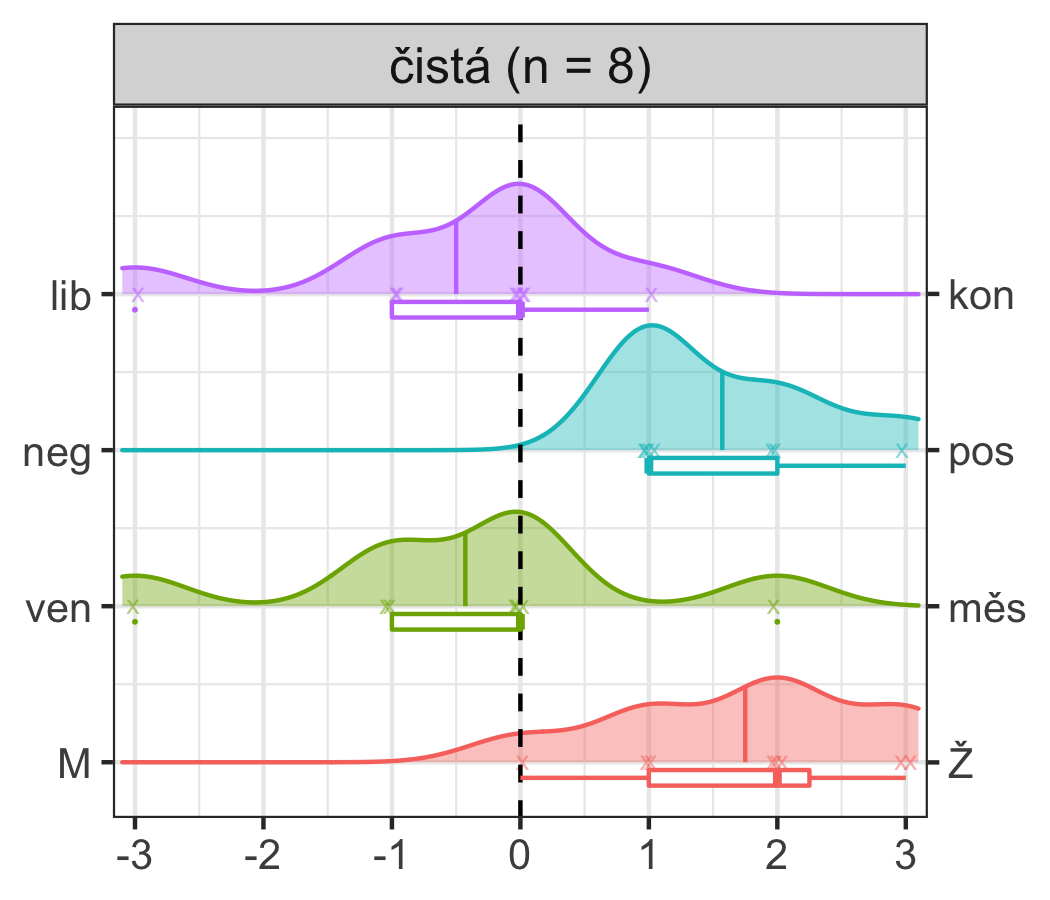 čistá (n = 8)
lib kon
neg pos
ven měs
M Ž
-3 -2 -1 0 1 2 3